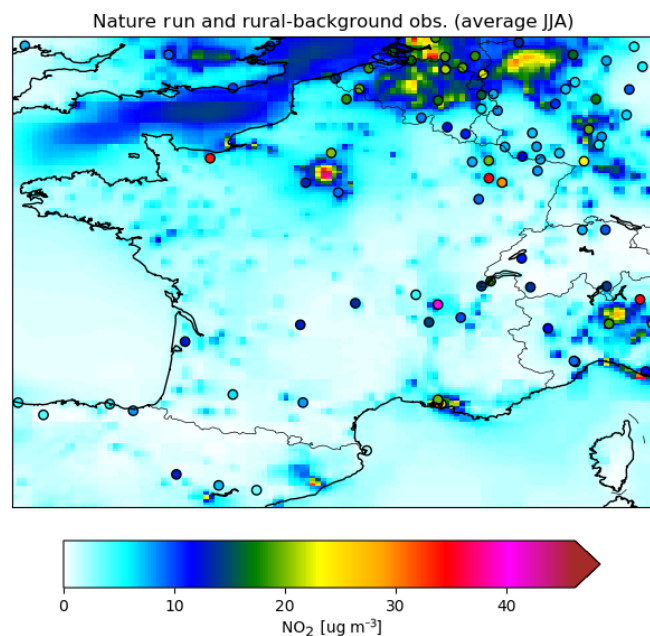 Nature run and rural-background obs. (average JJA)
0 10 20 30 40
NO₂ [ug m⁻³]